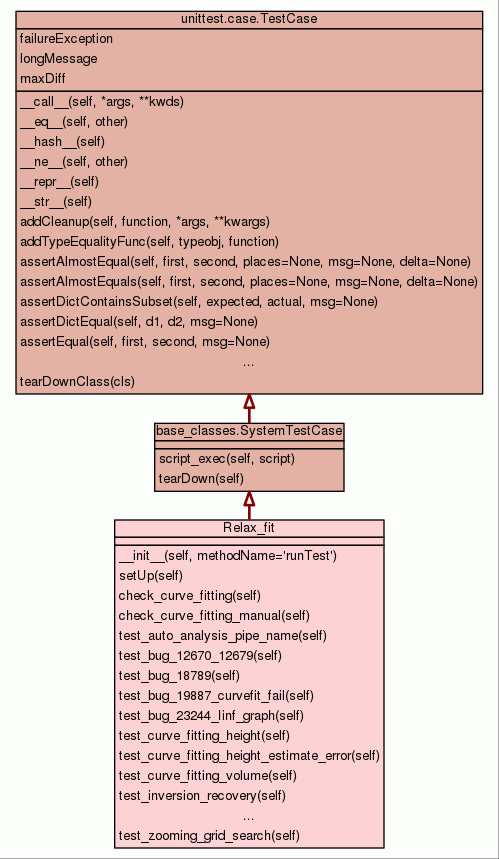 unittest.case.TestCase
failureException
longMessage
maxDiff
__call__(self, *args, **kwds)
__eq__(self, other)
__hash__(self)
__ne__(self, other)
__repr__(self)
__str__(self)
addCleanup(self, function, *args, **kwargs)
addTypeEqualityFunc(self, typeobj, function)
assertAlmostEqual(self, first, second, places=None, msg=None, delta=None)
assertAlmostEquals(self, first, second, places=None, msg=None, delta=None)
assertDictContainsSubset(self, expected, actual, msg=None)
assertDictEqual(self, d1, d2, msg=None)
assertEqual(self, first, second, msg=None)
...
tearDownClass(cls)
base_classes.SystemTestCase
script_exec(self, script)
tearDown(self)
Relax_fit
__init__(self, methodName='runTest')
setUp(self)
check_curve_fitting(self)
check_curve_fitting_manual(self)
test_auto_analysis_pipe_name(self)
test_bug_12670_12679(self)
test_bug_18789(self)
test_bug_19887_curvefit_fail(self)
test_bug_23244_Iinf_graph(self)
test_curve_fitting_height(self)
test_curve_fitting_height_estimate_error(self)
test_curve_fitting_volume(self)
test_inversion_recovery(self)
...
test_zooming_grid_search(self)